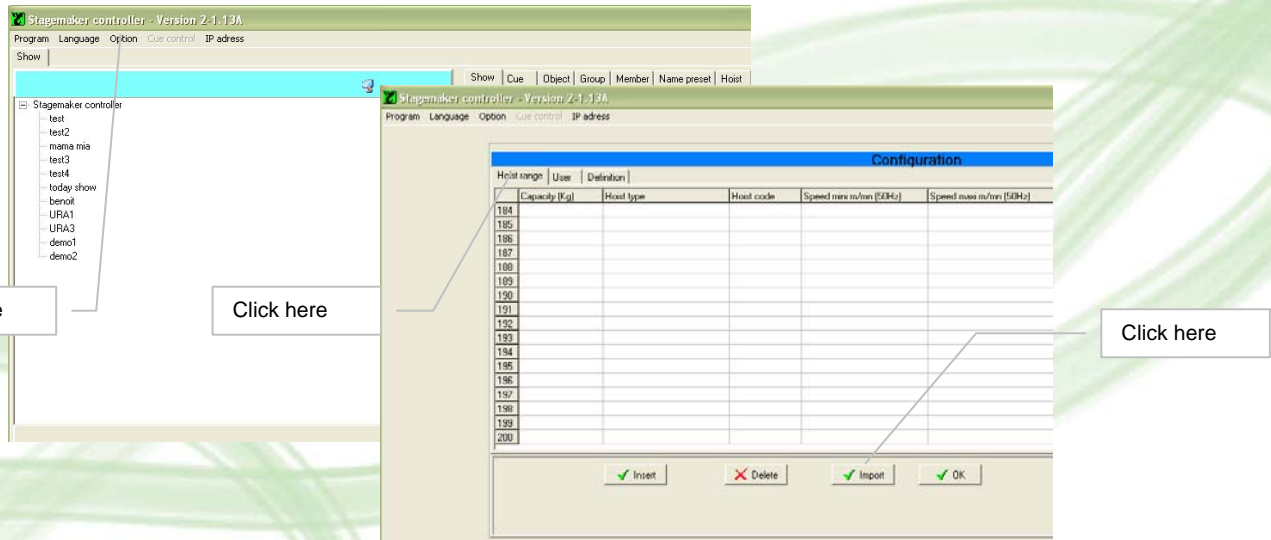 Stagemaker controller - Version 2-1.13A
Program Language Option Cue control IP adress
Show
Show Cue Object Group Member Name preset Hoist
Stagemaker controller
test
test2
mama mia
test3
test4
today show
benoit
URA1
URA3
demo1
demo2
e
Click here
Stagemaker controller - Version 2-1.13A
Program Language Option Cue control IP adress
Configuration
Hoist range User Definition
Capacity (Kg) Hoist type Hoist code Speed mini m/mn (50Hz) Speed maxi m/mn (50Hz)
184
185
186
187
188
189
190
191
192
193
194
195
196
197
198
199
200
Insert Delete Import OK
Click here